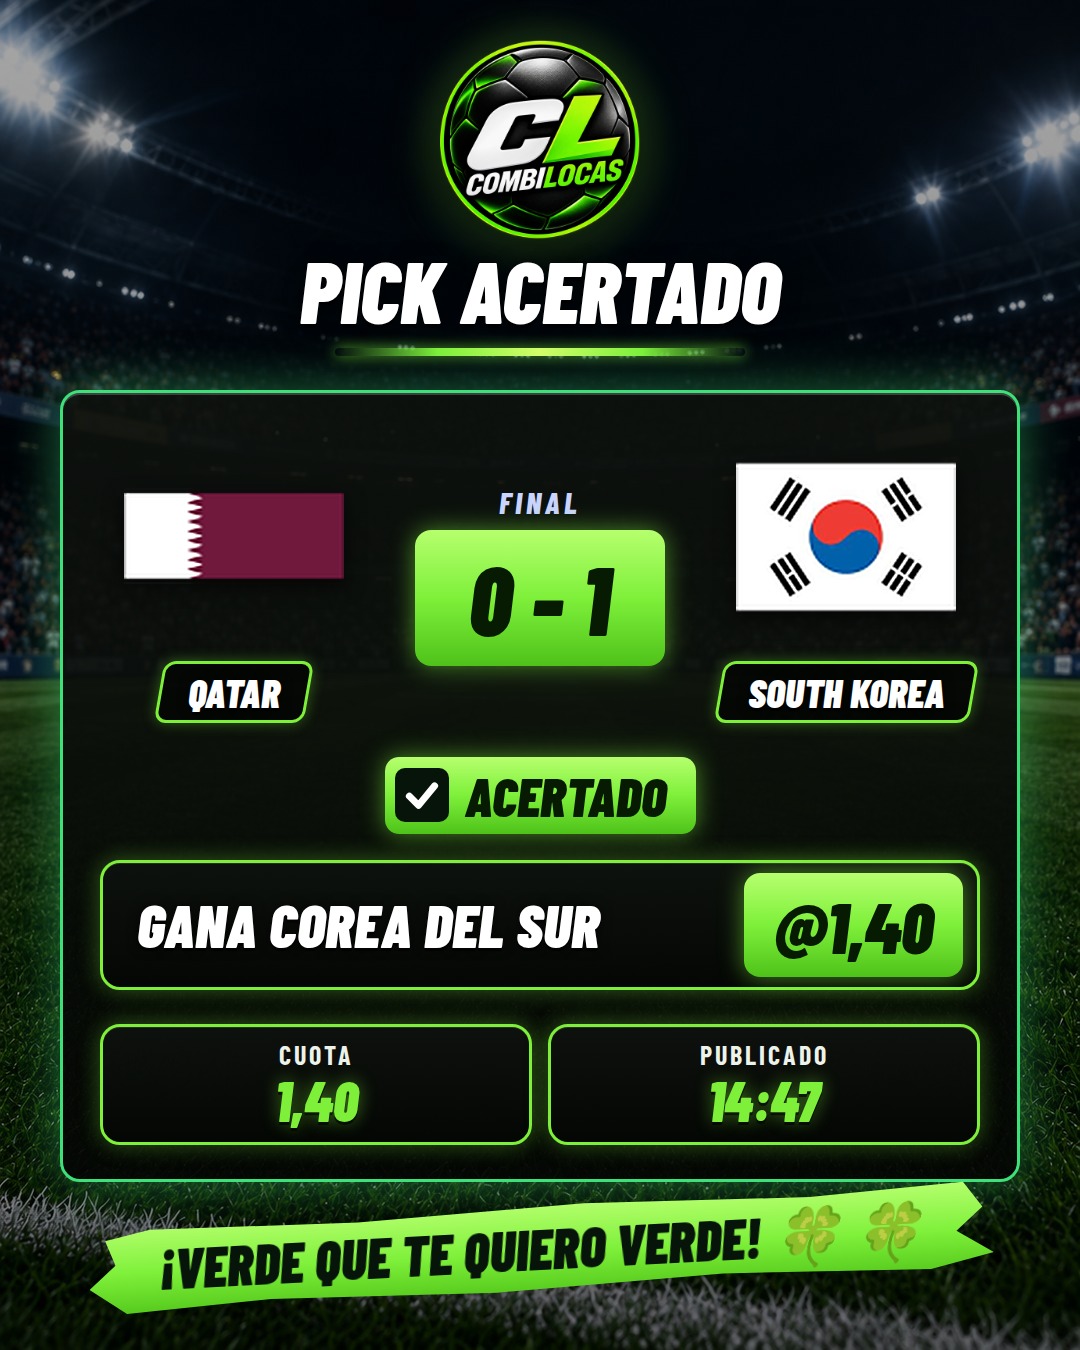 CL
COMBILOCAS
PICK ACERTADO
FINAL
0 - 1
QATAR
SOUTH KOREA
ACERTADO
GANA COREA DEL SUR
@1,40
CUOTA
1,40
PUBLICADO
14:47
¡VERDE QUE TE QUIERO VERDE! 🍀 🍀